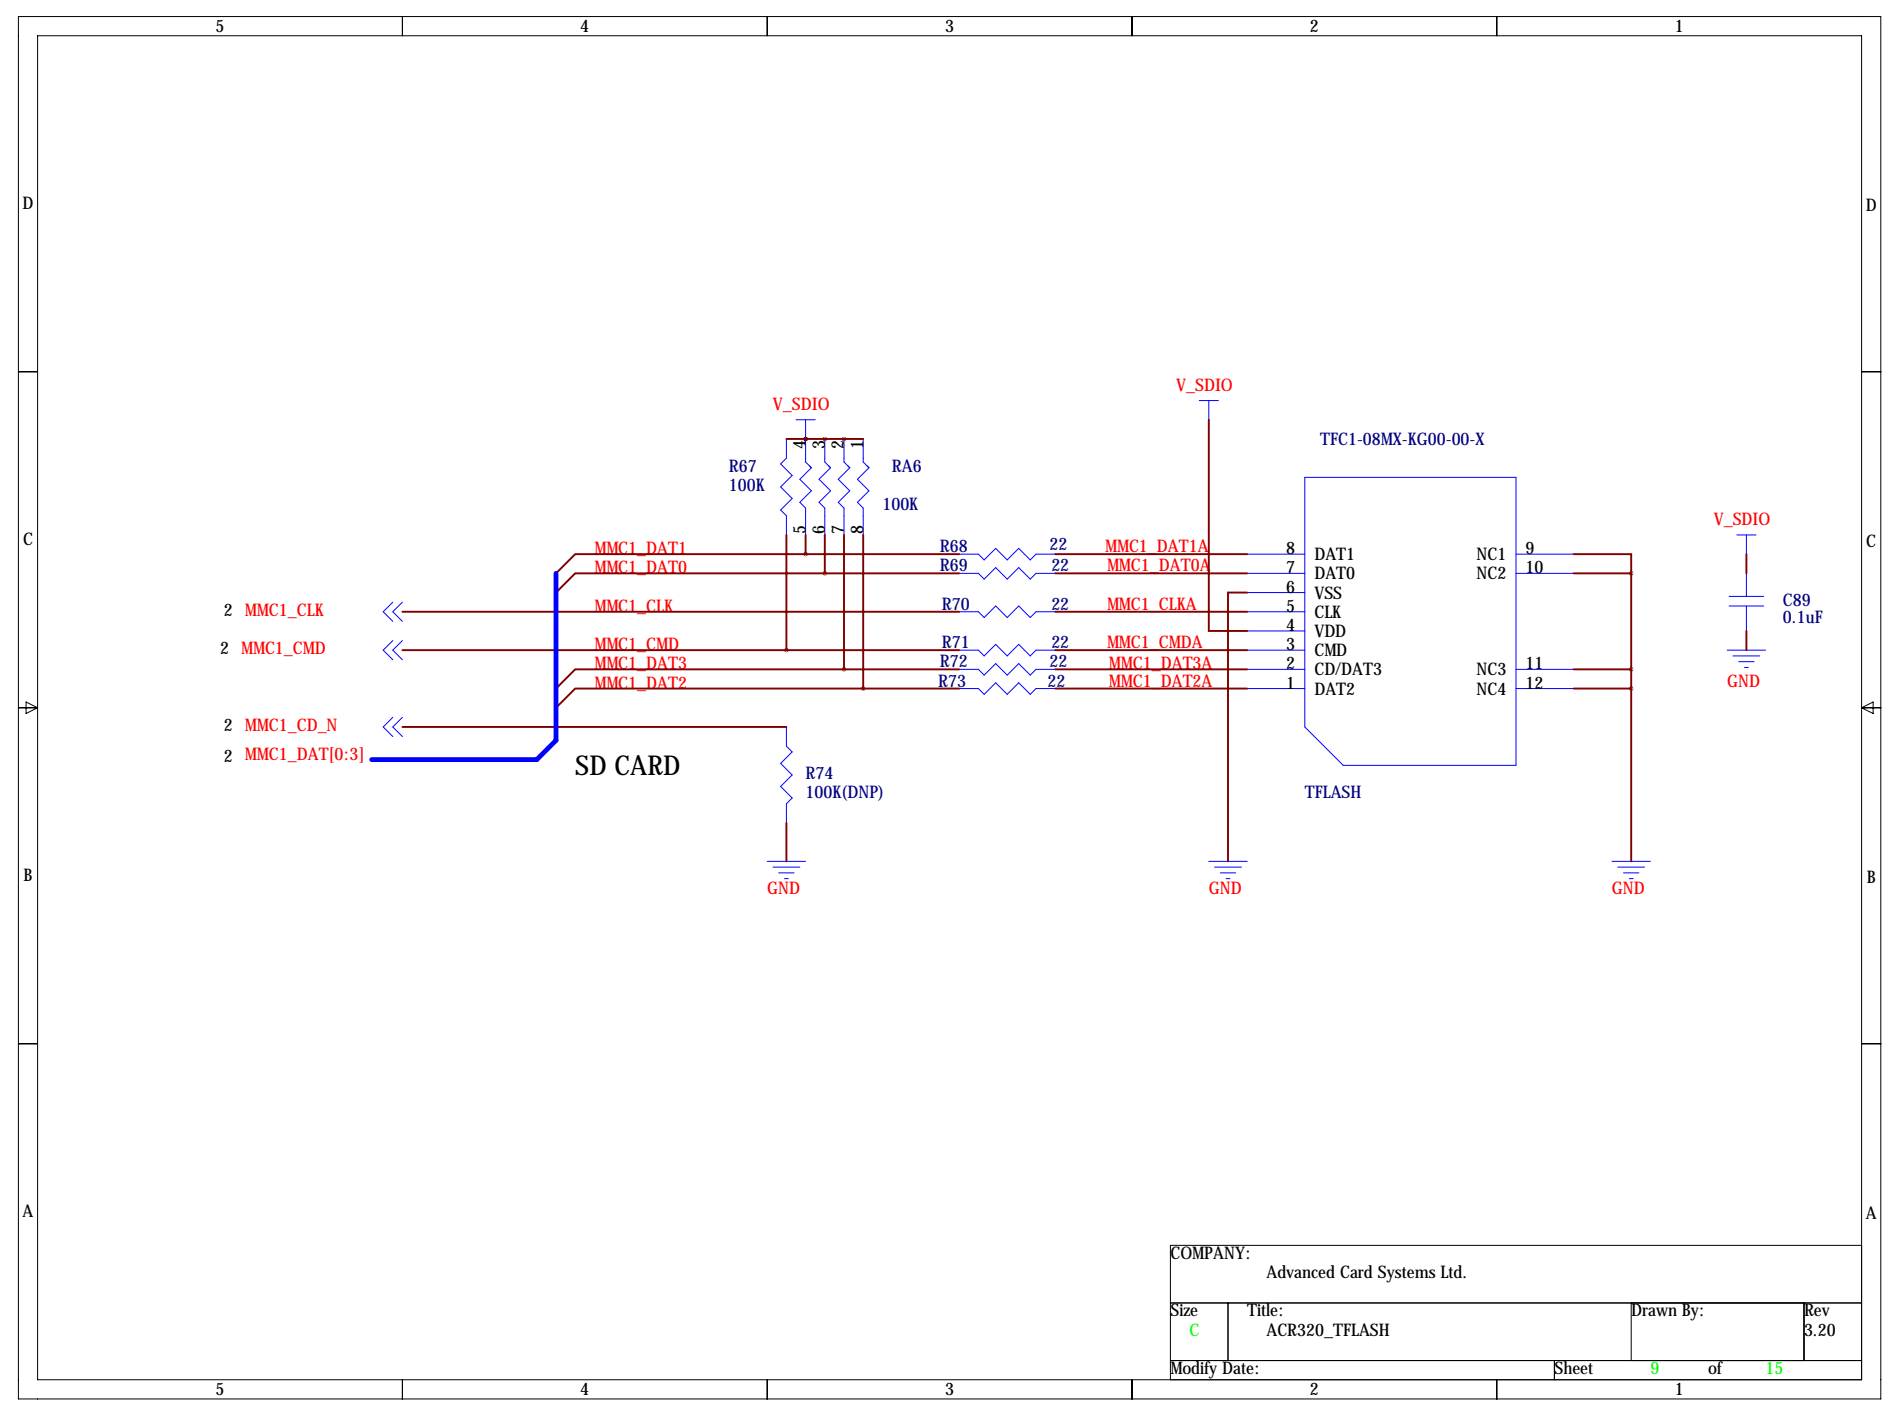 5 4 3 2 1
D D
V_SDIO
V_SDIO
4 3 2 1
TFC1-08MX-KG00-00-X
R67
100K
RA6
100K
V_SDIO
5 6 7 8
C C
MMC1_DAT1 R68 22 MMC1_DAT1A 8 DAT1 NC1 9
MMC1_DAT0 R69 22 MMC1_DAT0A 7 DAT0 NC2 10
6 VSS
2 MMC1_CLK MMC1_CLK R70 22 MMC1_CLKA 5 CLK
C89
0.1uF
4 VDD
2 MMC1_CMD MMC1_CMD R71 22 MMC1_CMDA 3 CMD
MMC1_DAT3 R72 22 MMC1_DAT3A 2 CD/DAT3 NC3 11
MMC1_DAT2 R73 22 MMC1_DAT2A 1 DAT2 NC4 12
GND
2 MMC1_CD_N
2 MMC1_DAT[0:3]
SD CARD
R74
100K(DNP)
TFLASH
B B
GND GND GND
A A
COMPANY:
Advanced Card Systems Ltd.
Size Title: Drawn By: Rev
C ACR320_TFLASH 3.20
Modify Date: Sheet 9 of 15
5 4 3 2 1